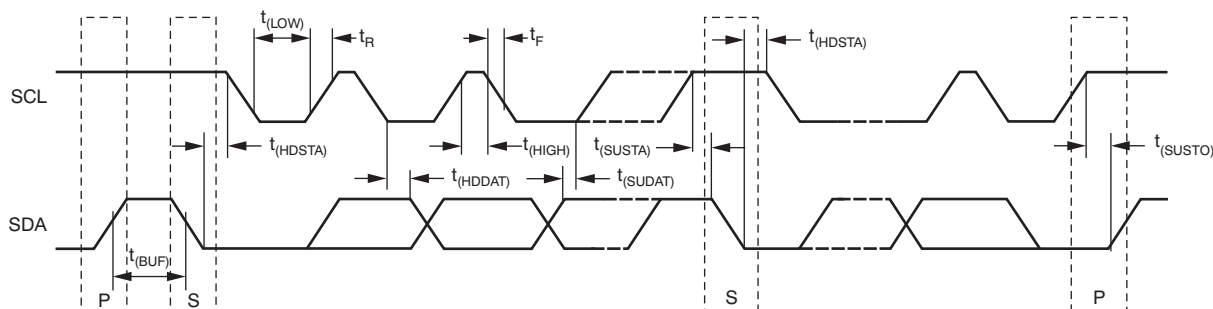 t(LOW)
tR
tF
t(HDSTA)
SCL
t(HDSTA)
t(HIGH)
t(SUSTA)
t(SUSTO)
t(HDDAT)
t(SUDAT)
SDA
t(BUF)
P
S
S
P